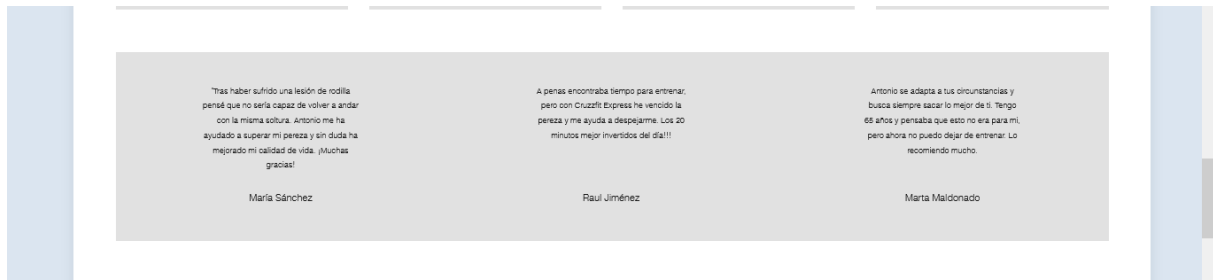 "Tras haber sufrido una lesión de rodilla
pensé que no sería capaz de volver a andar
con la misma soltura. Antonio me ha
ayudado a superar mi pereza y sin duda ha
mejorado mi calidad de vida. ¡Muchas
gracias!
María Sánchez
A penas encontraba tiempo para entrenar,
pero con Cruzzfit Express he vencido la
pereza y me ayuda a despejarme. Los 20
minutos mejor invertidos del día!!!
Raul Jiménez
Antonio se adapta a tus circunstancias y
busca siempre sacar lo mejor de ti. Tengo
65 años y pensaba que esto no era para mi,
pero ahora no puedo dejar de entrenar. Lo
recomiendo mucho.
Marta Maldonado